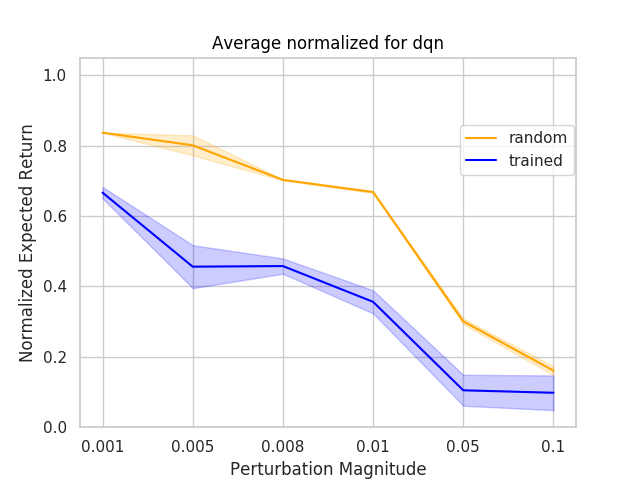 Average normalized for dqn
Normalized Expected Return
1.0
0.8
0.6
0.4
0.2
0.0
random
trained
0.001 0.005 0.008 0.01 0.05 0.1
Perturbation Magnitude